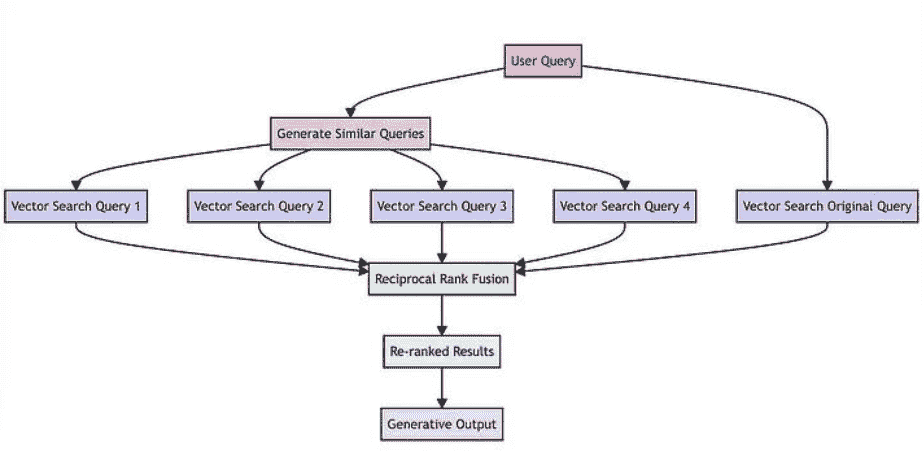 User Query
Generate Similar Queries
Vector Search Query 1
Vector Search Query 2
Vector Search Query 3
Vector Search Query 4
Vector Search Original Query
Reciprocal Rank Fusion
Re-ranked Results
Generative Output